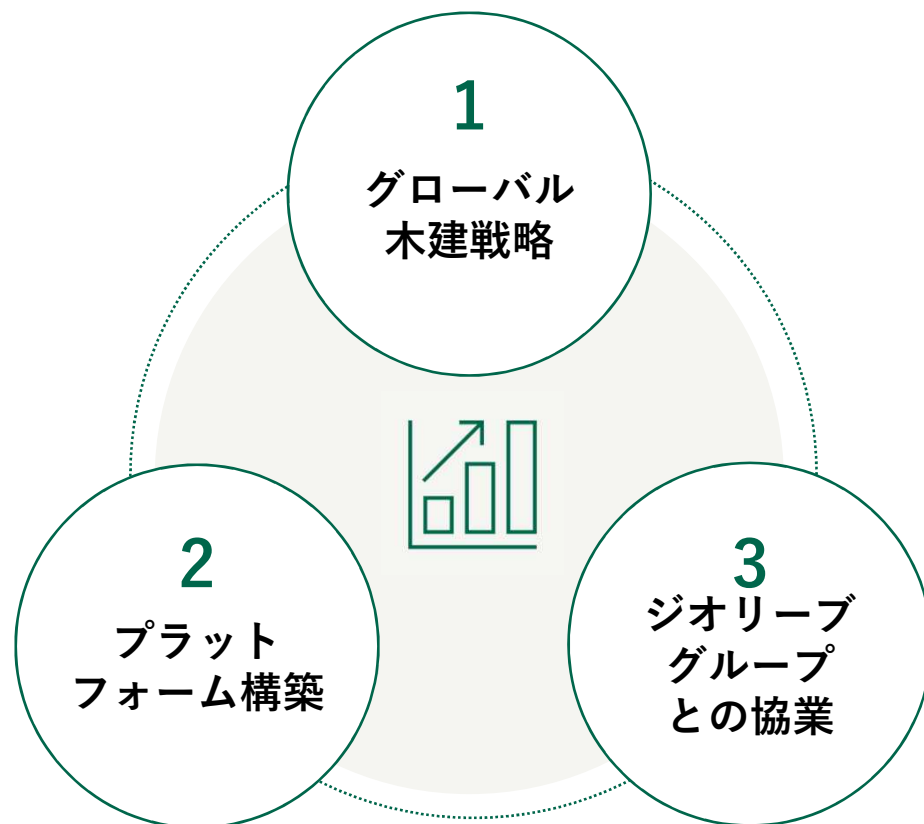 1
グローバル
木建戦略
2
プラット
フォーム構築
3
ジオリーブ
グループ
との協業